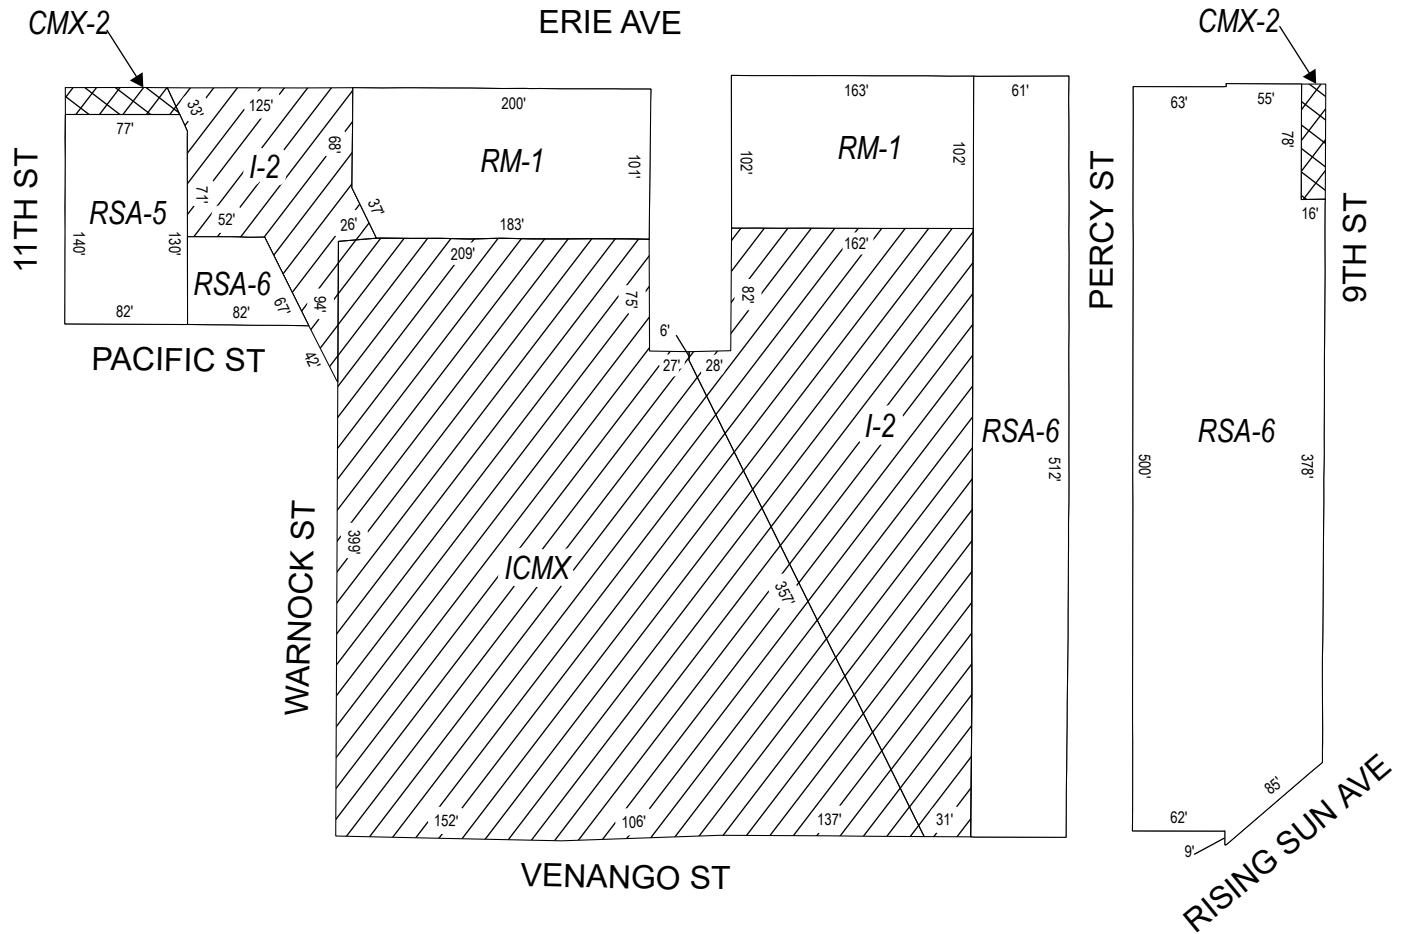 CMX-2
ERIE AVE
CMX-2
33'
125'
200'
163'
61'
63'
55'
77'
68'
I-2
RM-1
101'
102'
RM-1
102'
78'
11TH ST
RSA-5
71'
52'
37'
26'
183'
PERCY ST
16'
9TH ST
140'
130'
209'
162'
RSA-6
67'
94'
75'
82'
82'
82'
6'
PACIFIC ST
42'
27'
28'
I-2
RSA-6
RSA-6
512'
500'
378'
WARNOCK ST
399'
ICMX
357'
152'
106'
137'
31'
62'
85'
9'
VENANGO ST
RISING SUN AVE